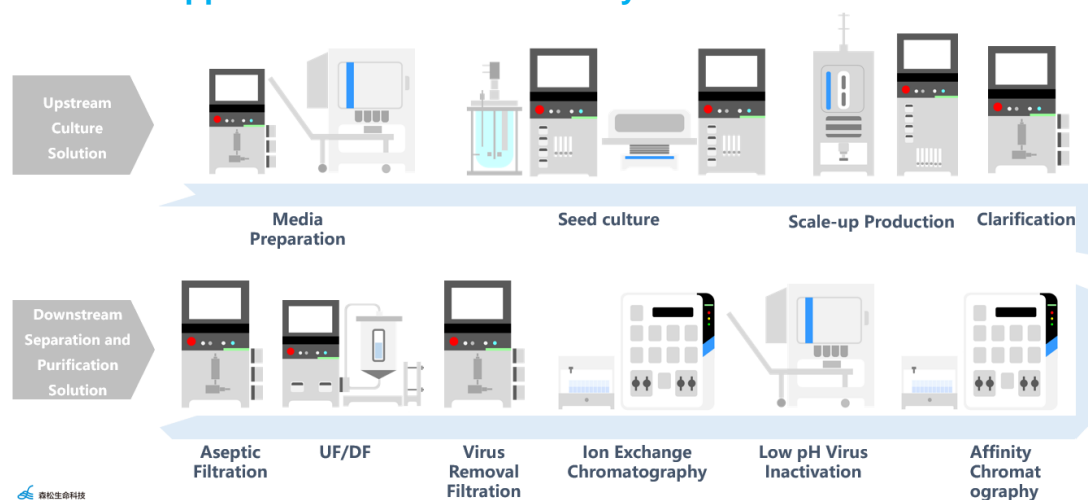 Upstream
Culture
Solution
Media
Preparation
Seed culture
Scale-up Production
Clarification
Downstream
Separation and
Purification
Solution
Aseptic
Filtration
UF/DF
Virus
Removal
Filtration
Ion Exchange
Chromatography
Low pH Virus
Inactivation
Affinity
Chromat
ography
森松生命科技